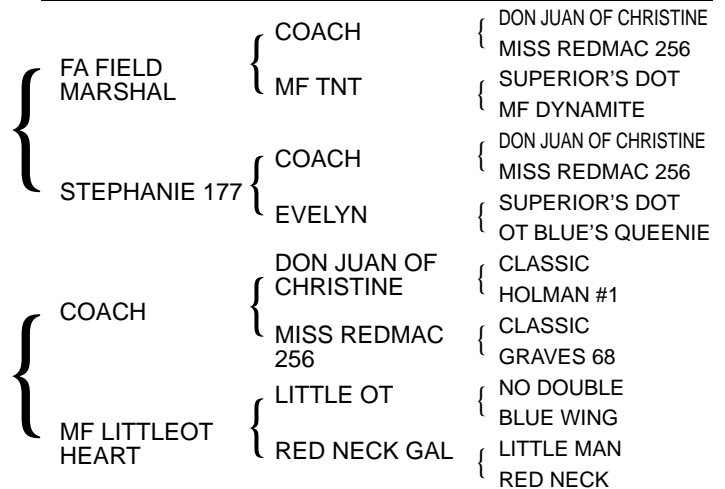 FA FIELD
MARSHAL
STEPHANIE 177
COACH
MF LITTLEOT
HEART
COACH
MF TNT
COACH
EVELYN
DON JUAN OF
CHRISTINE
MISS REDMAC
256
LITTLE OT
RED NECK GAL
DON JUAN OF CHRISTINE
MISS REDMAC 256
SUPERIOR'S DOT
MF DYNAMITE
DON JUAN OF CHRISTINE
MISS REDMAC 256
SUPERIOR'S DOT
OT BLUE'S QUEENIE
CLASSIC
HOLMAN #1
CLASSIC
GRAVES 68
NO DOUBLE
BLUE WING
LITTLE MAN
RED NECK